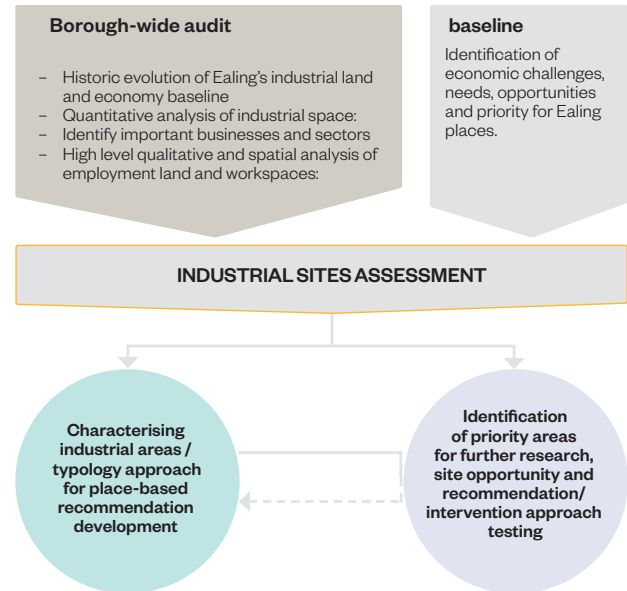 Borough-wide audit
– Historic evolution of Ealing's industrial land
and economy baseline
– Quantitative analysis of industrial space:
– Identify important businesses and sectors
– High level qualitative and spatial analysis of
employment land and workspaces:
baseline
Identification of
economic challenges,
needs, opportunities
and priority for Ealing
places.
INDUSTRIAL SITES ASSESSMENT
Characterising
industrial areas /
typology approach
for place-based
recommendation
development
Identification
of priority areas
for further research,
site opportunity and
recommendation/
intervention approach
testing